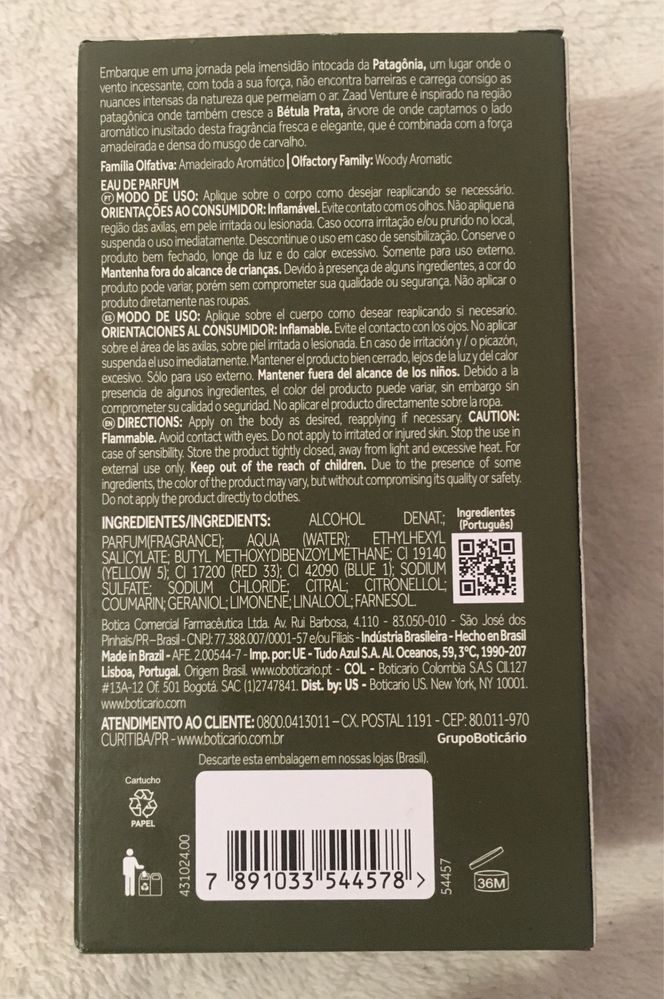 Embarque em uma jornada pela imensidão intocada da Patagônia, um lugar onde o
vento incessante, com toda a sua força, não encontra barreiras e carrega consigo as
nuances intensas da natureza que permeiam o ar. Zaad Venture é inspirado na região
patagônica onde também cresce a Bétula Prata, árvore de onde captamos o lado
aromático inusitado desta fragrância fresca e elegante, que é combinada com a força
amadeirada e densa do musgo de carvalho.
Família Olfativa: Amadeirado Aromático | Olfactory Family: Woody Aromatic
EAU DE PARFUM
PT MODO DE USO: Aplique sobre o corpo como desejar reaplicando se necessário.
ORIENTAÇÕES AO CONSUMIDOR: Inflamável. Evite contato com os olhos. Não aplique na
região das axilas, em pele irritada ou lesionada. Caso ocorra irritação e/ou prurido no local,
suspenda o uso imediatamente. Descontinue o uso em caso de sensibilização. Conserve o
produto bem fechado, longe da luz e do calor excessivo. Somente para uso externo.
Mantenha fora do alcance de crianças. Devido à presença de alguns ingredientes, a cor do
produto pode variar, porém sem comprometer sua qualidade ou segurança. Não aplicar o
produto diretamente nas roupas.
ES MODO DE USO: Aplique sobre el cuerpo como desear reaplicando si necesario.
ORIENTACIONES AL CONSUMIDOR: Inflamable. Evite el contacto con los ojos. No aplicar
sobre el área de las axilas, sobre piel irritada o lesionada. En caso de irritación y / o picazón,
suspenda el uso imediatamente. Mantener el producto bien cerrado, lejos de la luz y del calor
excesivo. Sólo para uso externo. Mantener fuera del alcance de los niños. Debido a la
presencia de algunos ingredientes, el color del producto puede variar, sin embargo sin
comprometer su calidad o seguridad. No aplicar el producto directamente sobre la ropa.
EN DIRECTIONS: Apply on the body as desired, reapplying if necessary. CAUTION:
Flammable. Avoid contact with eyes. Do not apply to irritated or injured skin. Stop the use in
case of sensibility. Store the product tightly closed, away from light and excessive heat. For
external use only. Keep out of the reach of children. Due to the presence of some
ingredients, the color of the product may vary, but without compromising its quality or safety.
Do not apply the product directly to clothes.
INGREDIENTES/INGREDIENTS: ALCOHOL DENAT.;
PARFUM(FRAGRANCE); AQUA (WATER); ETHYLHEXYL
SALICYLATE; BUTYL METHOXYDIBENZOYLMETHANE; CI 19140
(YELLOW 5); CI 17200 (RED 33); CI 42090 (BLUE 1); SODIUM
SULFATE; SODIUM CHLORIDE; CITRAL; CITRONELLOL;
COUMARIN; GERANIOL; LIMONENE; LINALOOL; FARNESOL.
Ingredientes
(Português)
Botica Comercial Farmacêutica Ltda. Av. Rui Barbosa, 4.110 - 83.050-010 - São José dos
Pinhais/PR – Brasil - CNPJ: 77.388.007/0001-57 e/ou Filiais - Indústria Brasileira - Hecho en Brasil
Made in Brazil - AFE. 2.00544-7 - Imp. por: UE - Tudo Azul S.A. Al. Oceanos, 59, 3ºC, 1990-207
Lisboa, Portugal. Origem Brasil. www.oboticario.pt - COL - Boticario Colombia S.A.S Cll.127
#13A-12 Of. 501 Bogotá. SAC (1)2747841. Dist. by: US - Boticario US. New York, NY 10001.
www.boticario.com
ATENDIMENTO AO CLIENTE: 0800.0413011 – CX. POSTAL 1191 - CEP: 80.011-970
CURITIBA/PR - www.boticario.com.br
GrupoBoticário
Descarte esta embalagem em nossas lojas (Brasil).
Cartucho
PAPEL
431024.00
7 891033 544578 >
54457
36M